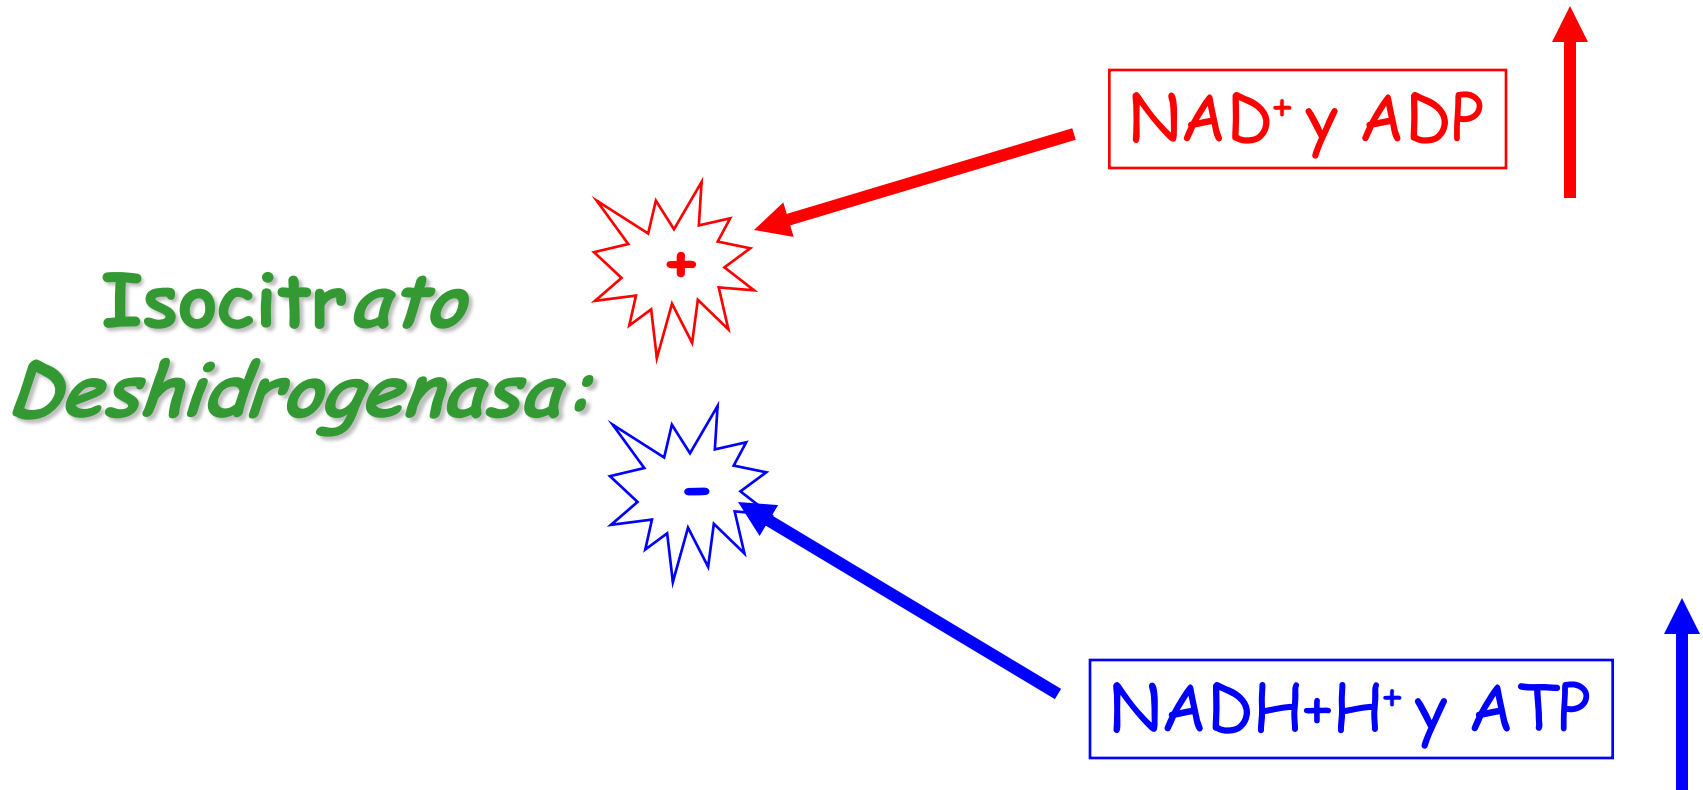 NAD⁺ y ADP
+
Isocitrato
Deshidrogenasa:
-
NADH+H⁺ y ATP